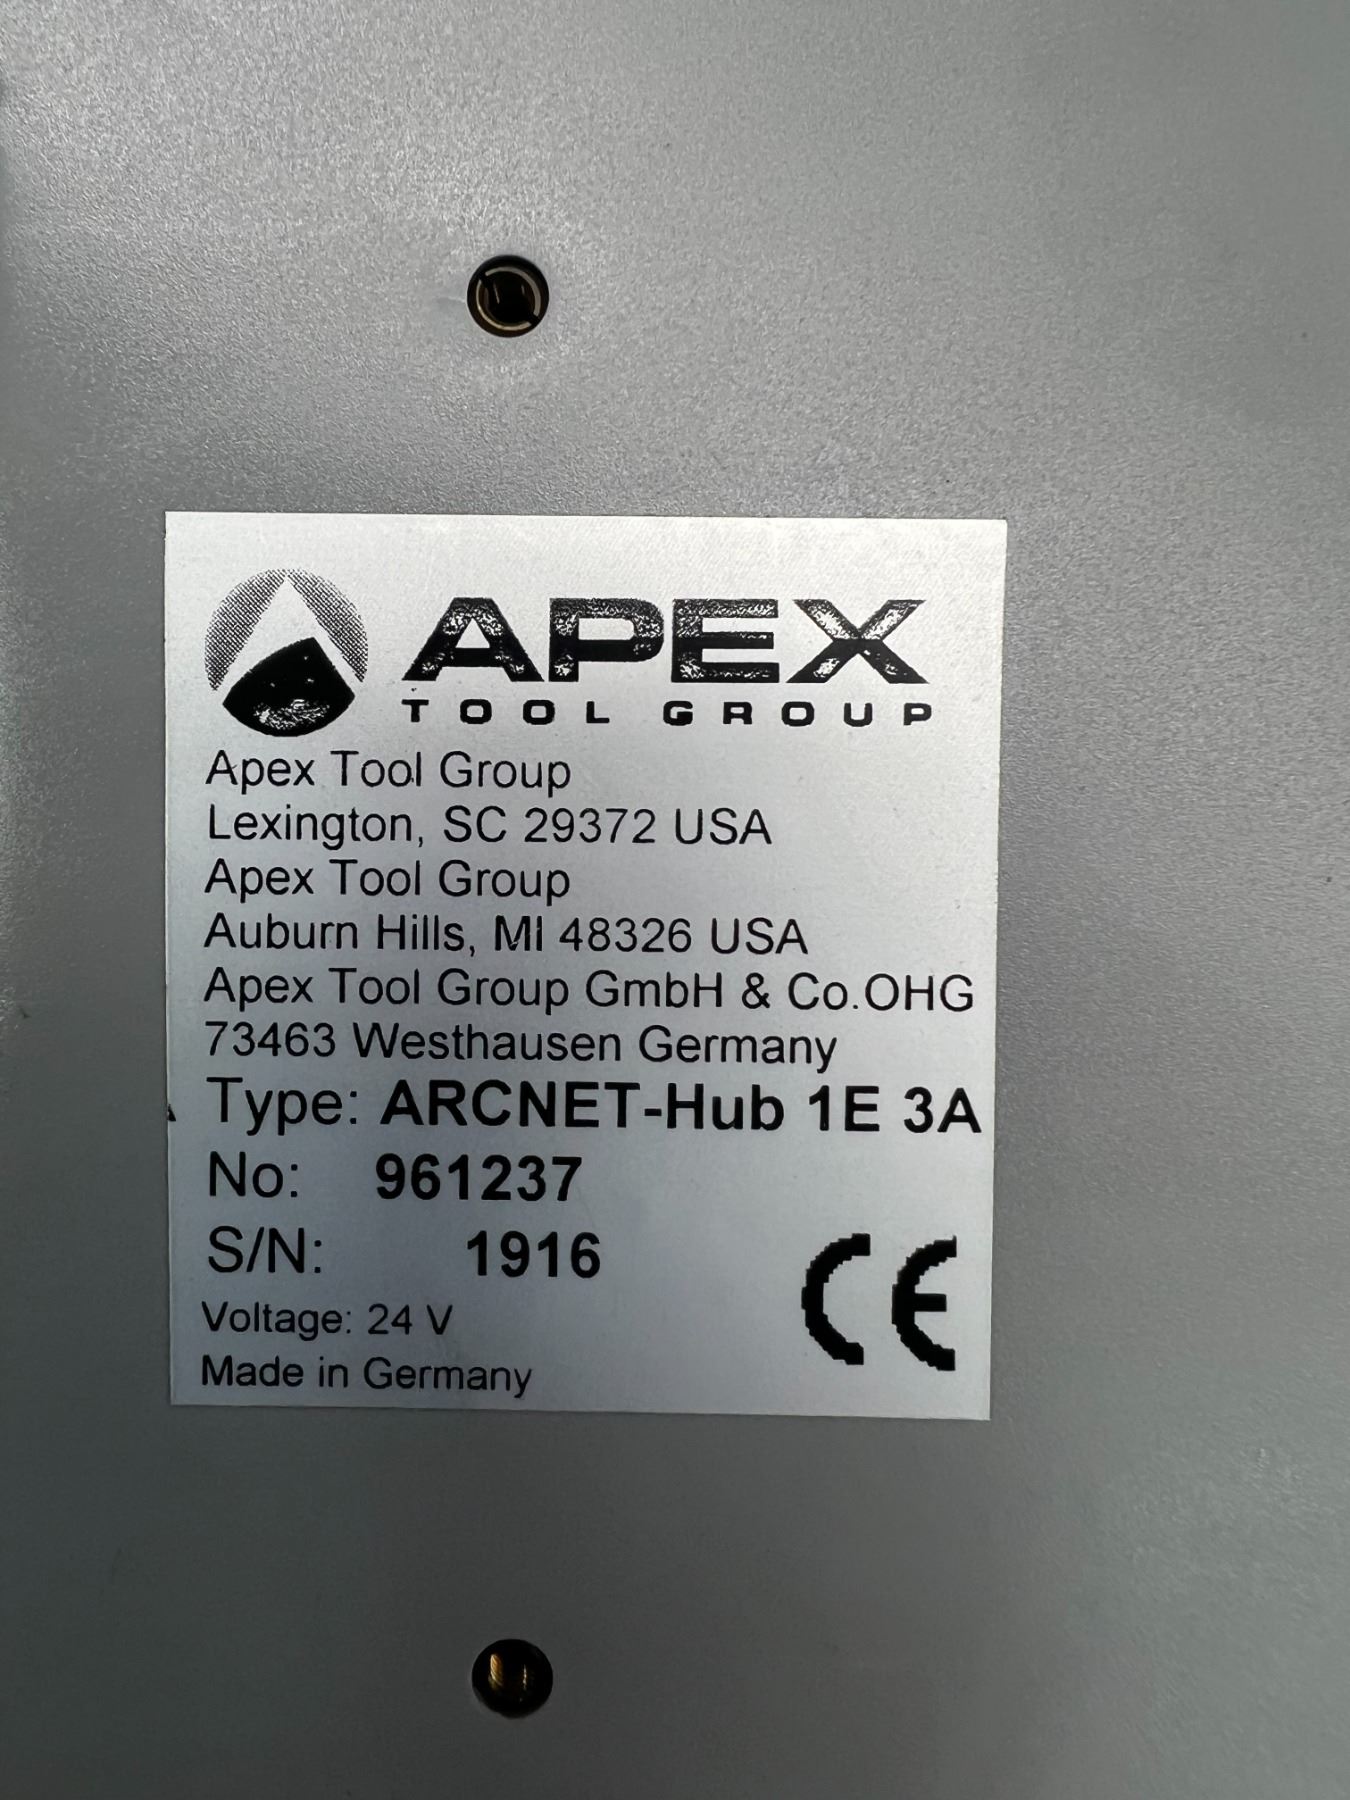 APEX
TOOL GROUP
Apex Tool Group
Lexington, SC 29372 USA
Apex Tool Group
Auburn Hills, MI 48326 USA
Apex Tool Group GmbH & Co.OHG
73463 Westhausen Germany
Type: ARCNET-Hub 1E 3A
No: 961237
S/N: 1916
Voltage: 24 V
Made in Germany
CE